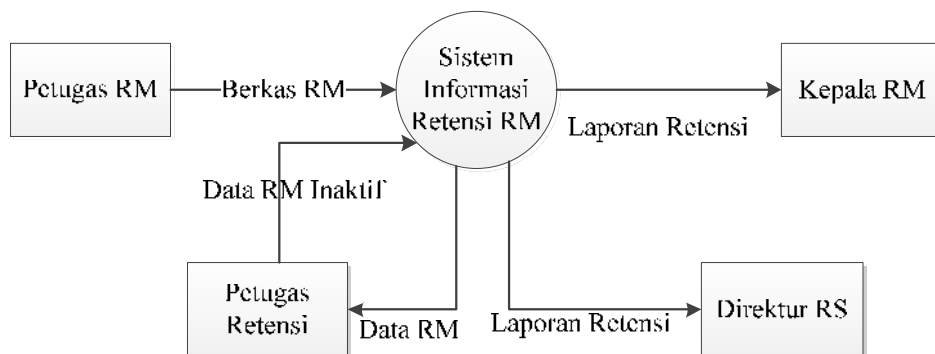 Petugas RM
Berkas RM
Sistem
Informasi
Retensi RM
Kepala RM
Laporan Retensi
Data RM Inaktif
Petugas
Retensi
Data RM
Laporan Retensi
Direktur RS